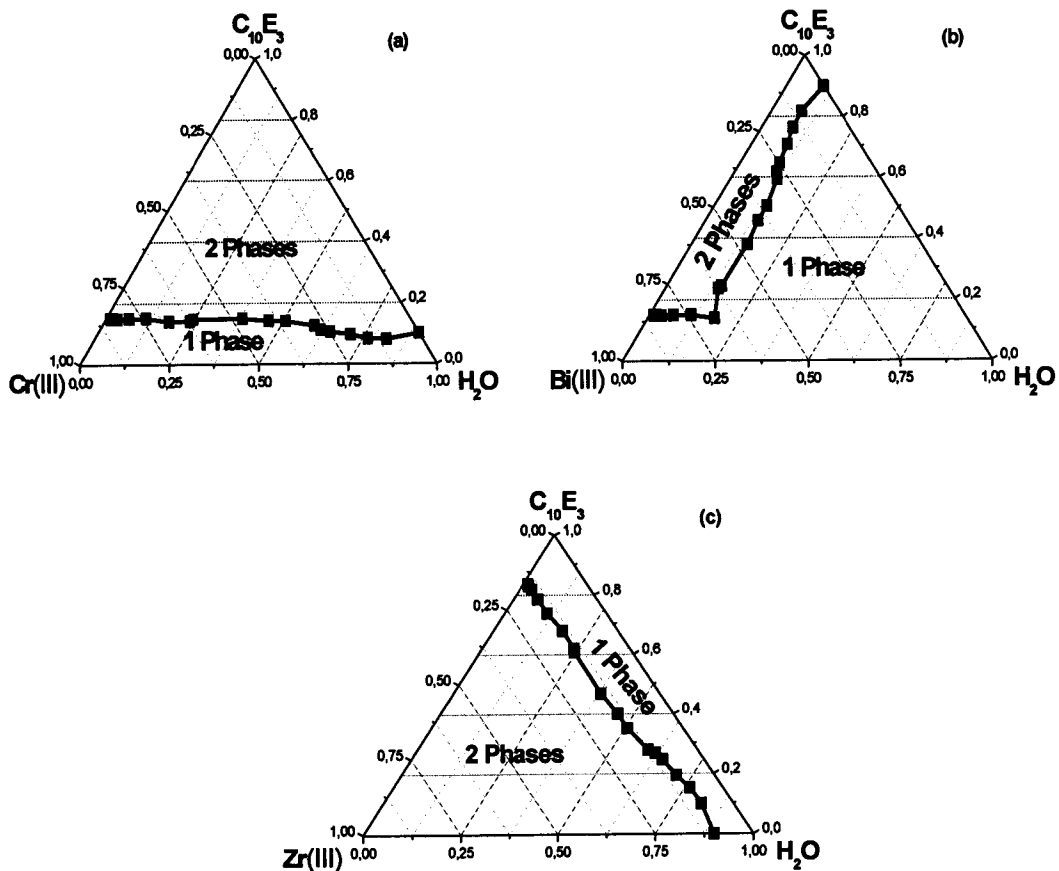 C10E3
(a)
0,00 1,0
0,25 0,8
0,6
0,50
0,4
2 Phases
0,75
0,2
1 Phase
1,00 0,0
Cr(III) 0,00 0,25 0,50 0,75 1,00 H2O
C10E3
(b)
0,00 1,0
0,25 0,8
0,6
0,50
2 Phases
0,4
1 Phase
0,75
0,2
1,00 0,0
Bi(III) 0,00 0,25 0,50 0,75 1,00 H2O
C10E3
(c)
0,00 1,0
0,25 0,8
0,6
1 Phase
0,50
0,4
2 Phases
0,75
0,2
1,00 0,0
Zr(III) 0,00 0,25 0,50 0,75 1,00 H2O